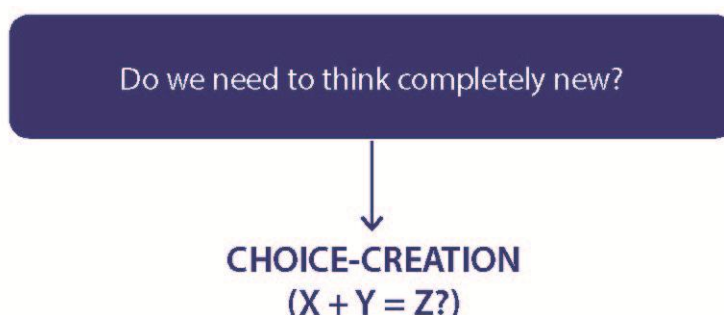 Do we need to think completely new?
CHOICE-CREATION
(X + Y = Z?)